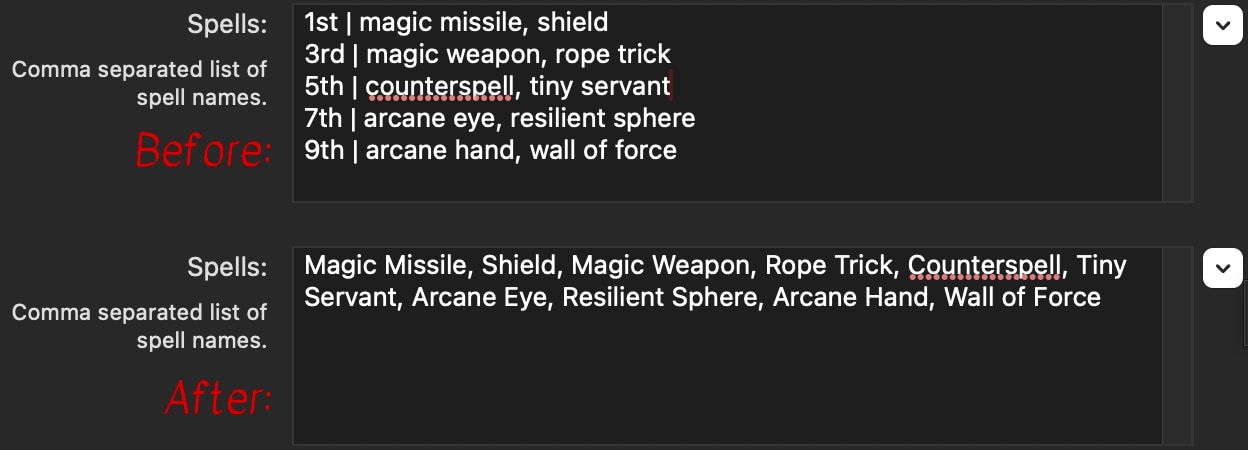 Spells:
Comma separated list of
spell names.
Before:
1st | magic missile, shield
3rd | magic weapon, rope trick
5th | counterspell, tiny servant
7th | arcane eye, resilient sphere
9th | arcane hand, wall of force
Spells:
Comma separated list of
spell names.
After:
Magic Missile, Shield, Magic Weapon, Rope Trick, Counterspell, Tiny
Servant, Arcane Eye, Resilient Sphere, Arcane Hand, Wall of Force